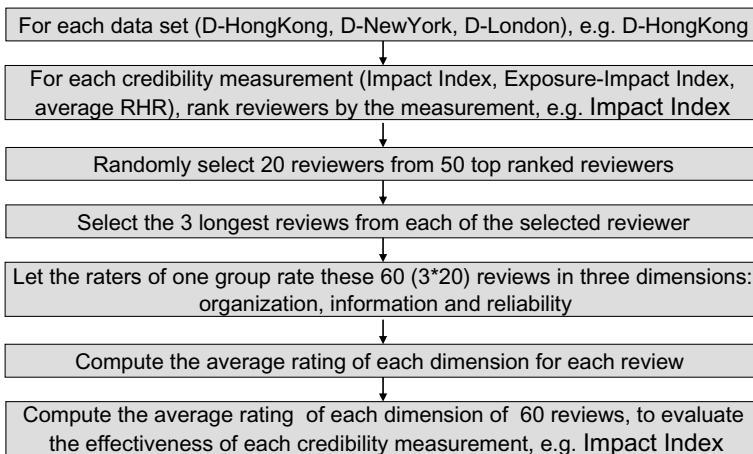 For each data set (D-HongKong, D-NewYork, D-London), e.g. D-HongKong
For each credibility measurement (Impact Index, Exposure-Impact Index,
average RHR), rank reviewers by the measurement, e.g. Impact Index
Randomly select 20 reviewers from 50 top ranked reviewers
Select the 3 longest reviews from each of the selected reviewer
Let the raters of one group rate these 60 (3*20) reviews in three dimensions:
organization, information and reliability
Compute the average rating of each dimension for each review
Compute the average rating of each dimension of 60 reviews, to evaluate
the effectiveness of each credibility measurement, e.g. Impact Index